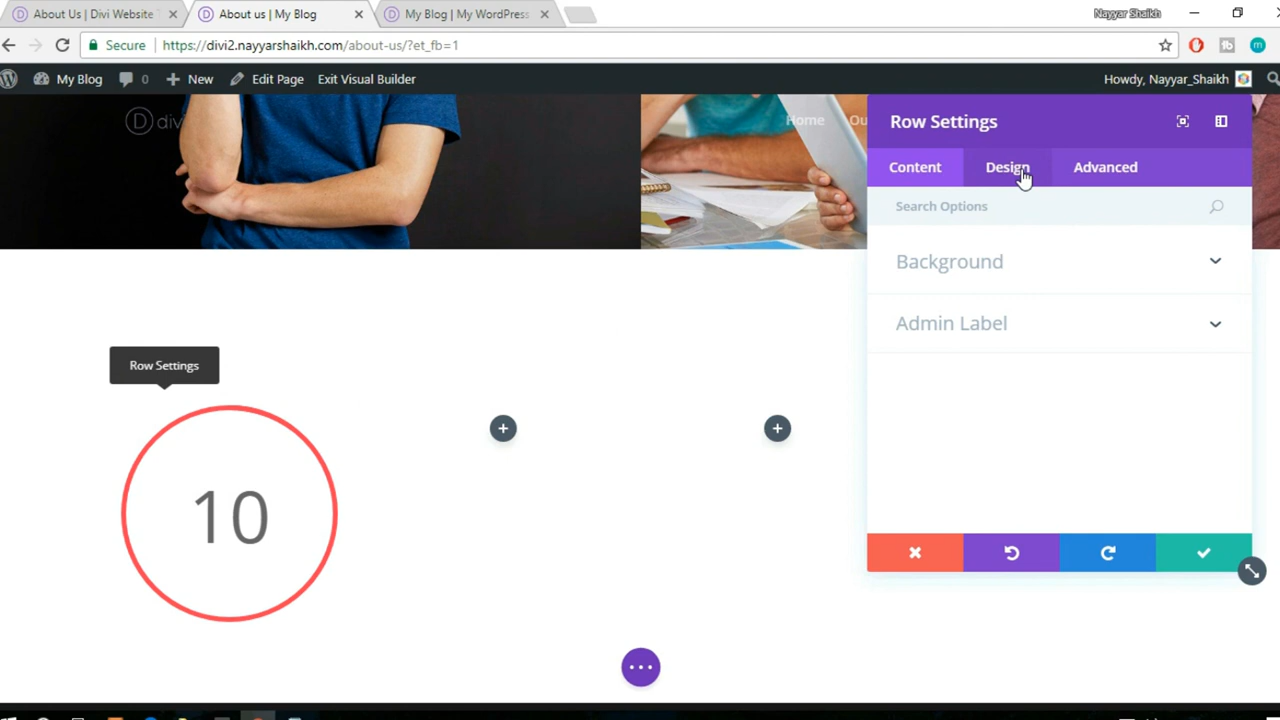 About Us | Divi Website
About us | My Blog
My Blog | My WordPress
Nayyar Shaikh
Secure
https://divi2.nayyarshaikh.com/about-us/?et_fb=1
My Blog
0
New
Edit Page
Exit Visual Builder
Howdy, Nayyar_Shaikh
D divi
Home
Ou
Row Settings
Content
Design
Advanced
Search Options
Background
Admin Label
Row Settings
10